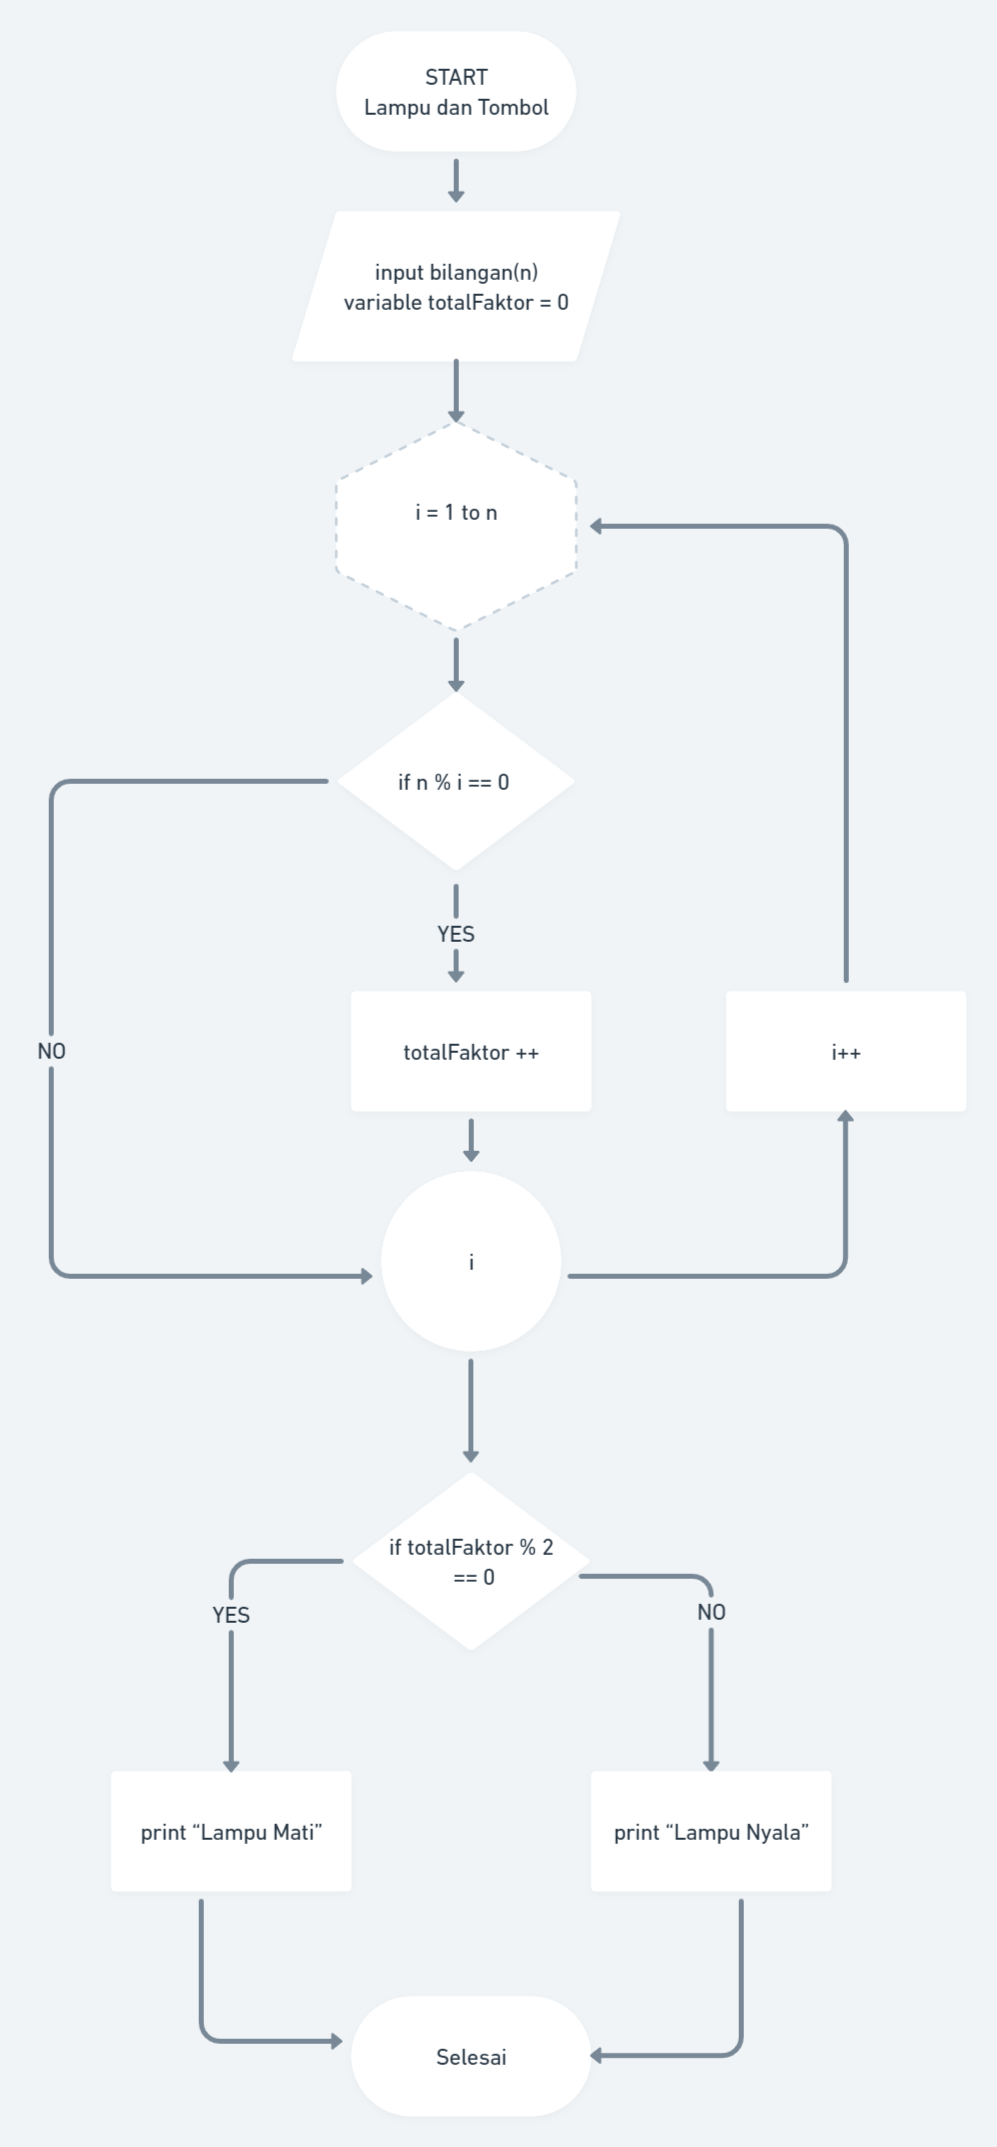 START
Lampu dan Tombol
input bilangan(n)
variable totalFaktor = 0
i = 1 to n
if n % i == 0
YES
NO
totalFaktor ++
i++
i
if totalFaktor % 2
== 0
YES
NO
print “Lampu Mati”
print “Lampu Nyala”
Selesai